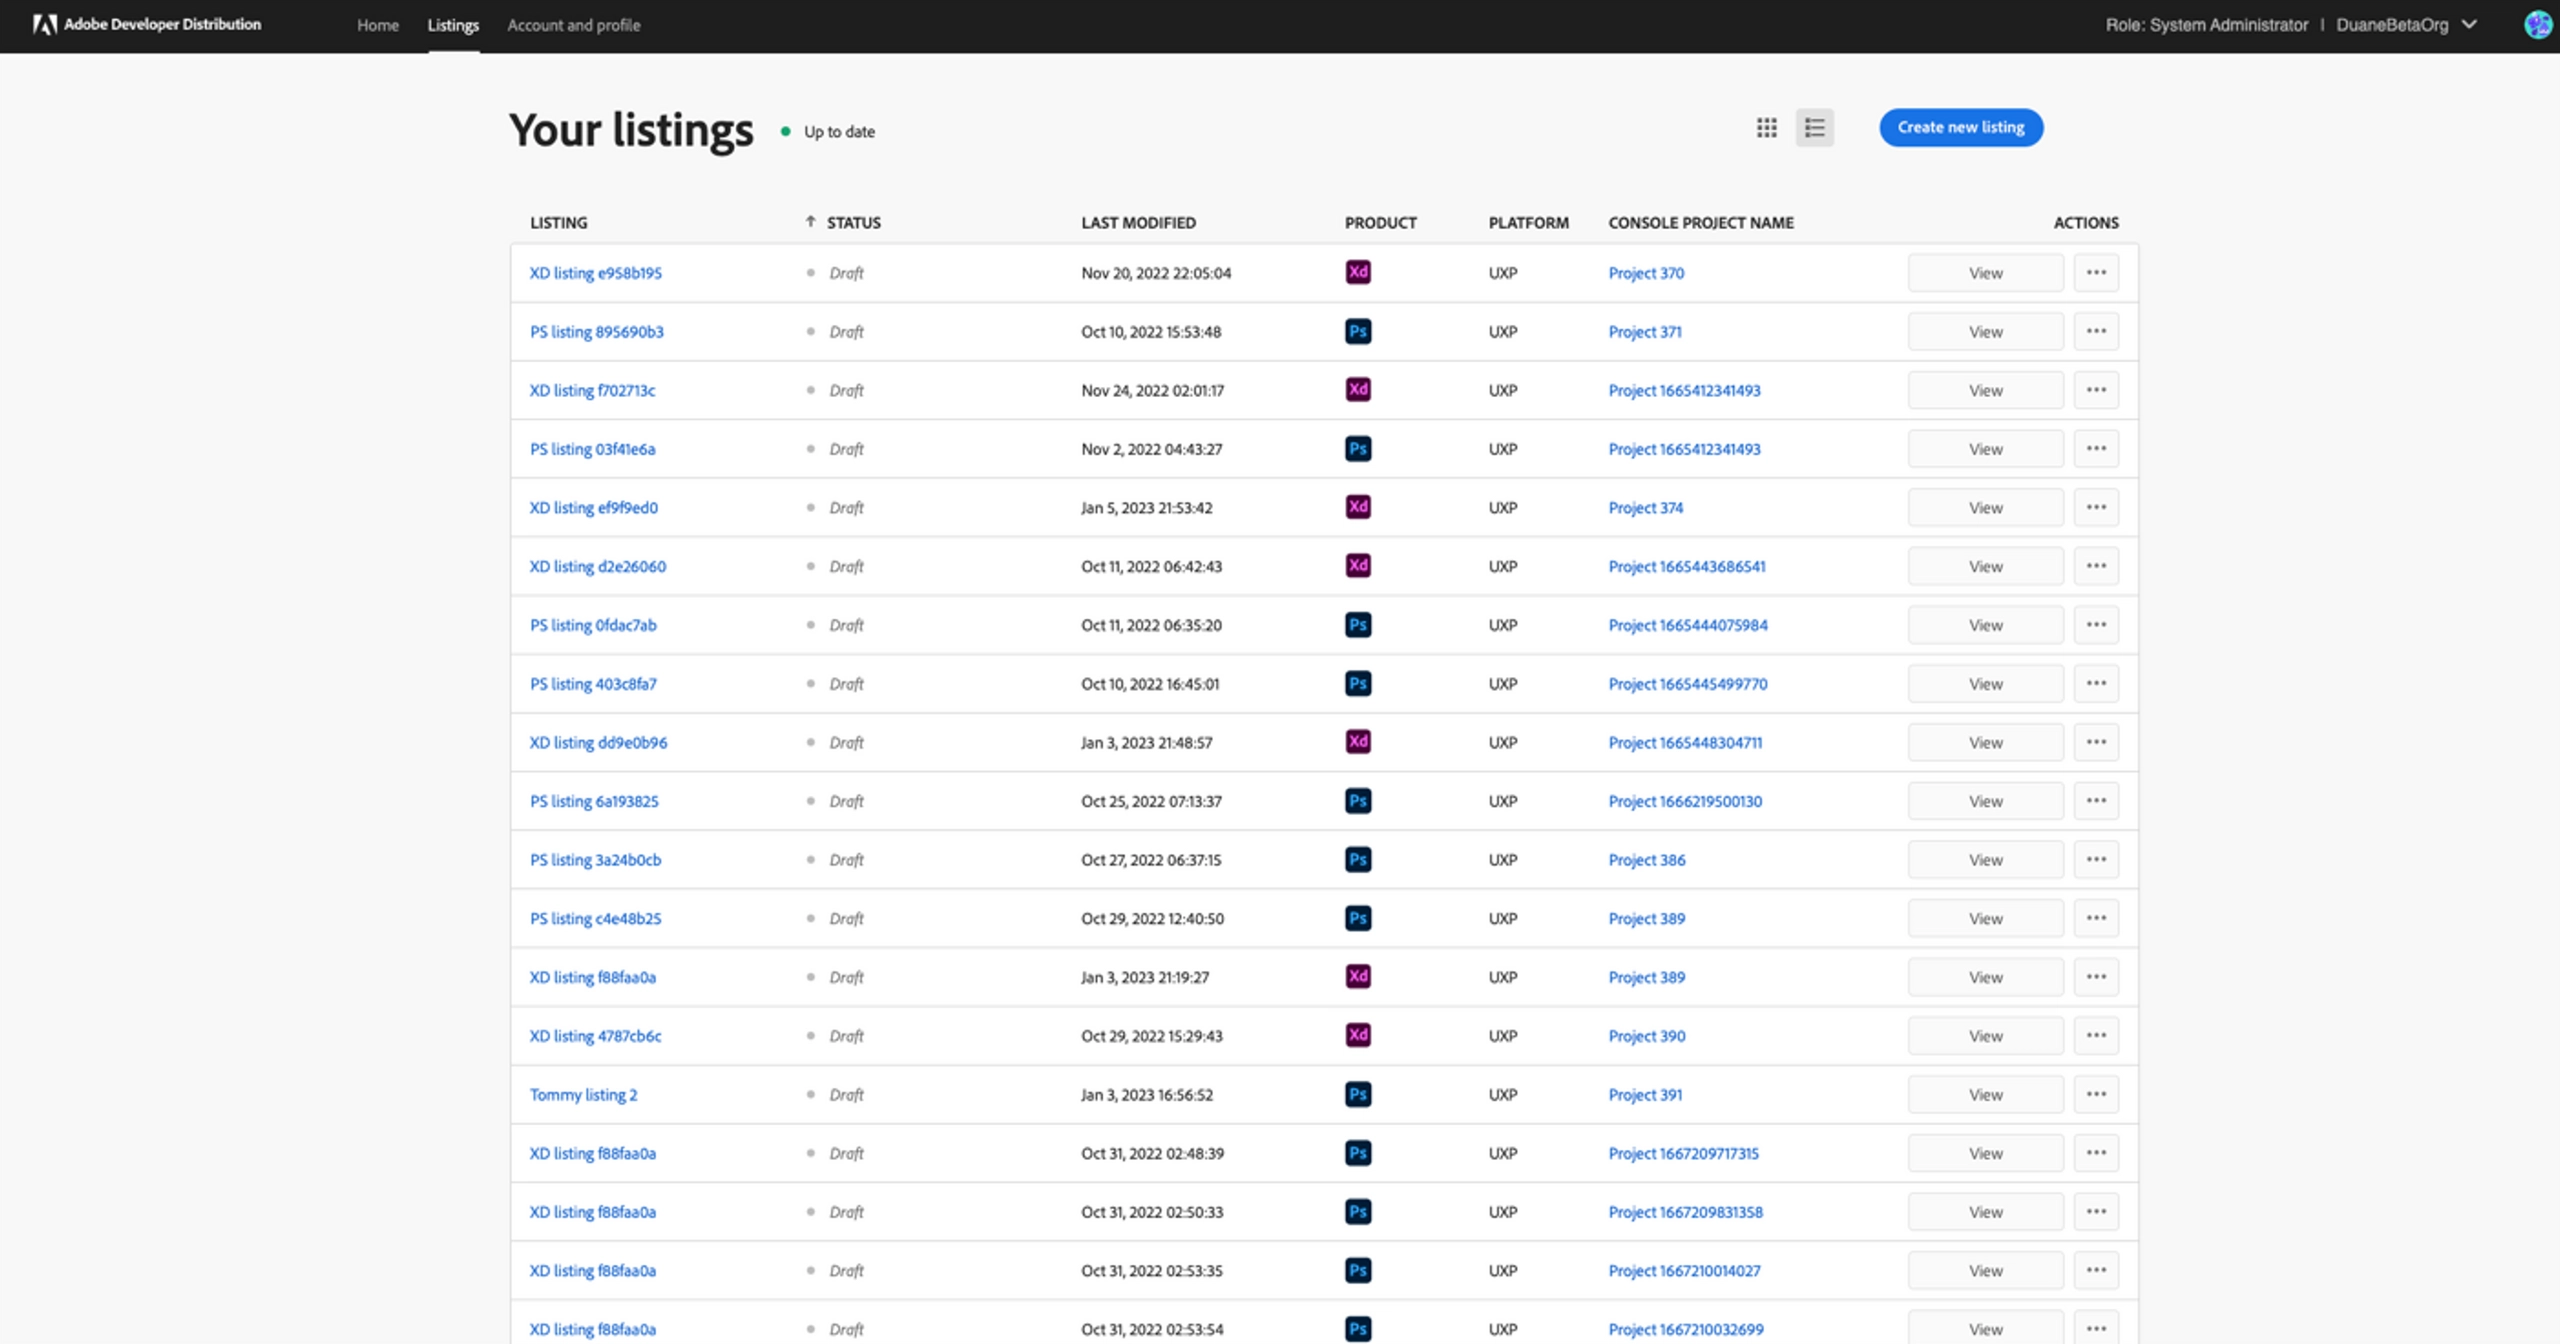 Adobe Developer Distribution Home Listings Account and profile Role: System Administrator | DuaneBetaOrg
Your listings Up to date Create new listing
LISTING STATUS LAST MODIFIED PRODUCT PLATFORM CONSOLE PROJECT NAME ACTIONS
XD listing e958b195 Draft Nov 20, 2022 22:05:04 Xd UXP Project 370 View
PS listing 895690b3 Draft Oct 10, 2022 15:53:48 Ps UXP Project 371 View
XD listing f702713c Draft Nov 24, 2022 02:01:17 Xd UXP Project 1665412341493 View
PS listing 03f41e6a Draft Nov 2, 2022 04:43:27 Ps UXP Project 1665412341493 View
XD listing ef9f9ed0 Draft Jan 5, 2023 21:53:42 Xd UXP Project 374 View
XD listing d2e26060 Draft Oct 11, 2022 06:42:43 Xd UXP Project 1665443686541 View
PS listing 0fdac7ab Draft Oct 11, 2022 06:35:20 Ps UXP Project 1665444075984 View
PS listing 403c8fa7 Draft Oct 10, 2022 16:45:01 Ps UXP Project 1665445499770 View
XD listing dd9e0b96 Draft Jan 3, 2023 21:48:57 Xd UXP Project 1665448304711 View
PS listing 6a193825 Draft Oct 25, 2022 07:13:37 Ps UXP Project 1666219500130 View
PS listing 3a24b0cb Draft Oct 27, 2022 06:37:15 Ps UXP Project 386 View
PS listing c4e48b25 Draft Oct 29, 2022 12:40:50 Ps UXP Project 389 View
XD listing f88faa0a Draft Jan 3, 2023 21:19:27 Xd UXP Project 389 View
XD listing 4787cb6c Draft Oct 29, 2022 15:29:43 Xd UXP Project 390 View
Tommy listing 2 Draft Jan 3, 2023 16:56:52 Ps UXP Project 391 View
XD listing f88faa0a Draft Oct 31, 2022 02:48:39 Ps UXP Project 1667209717315 View
XD listing f88faa0a Draft Oct 31, 2022 02:50:33 Ps UXP Project 1667209831358 View
XD listing f88faa0a Draft Oct 31, 2022 02:53:35 Ps UXP Project 1667210014027 View
XD listing f88faa0a Draft Oct 31, 2022 02:53:54 Ps UXP Project 1667210032699 View